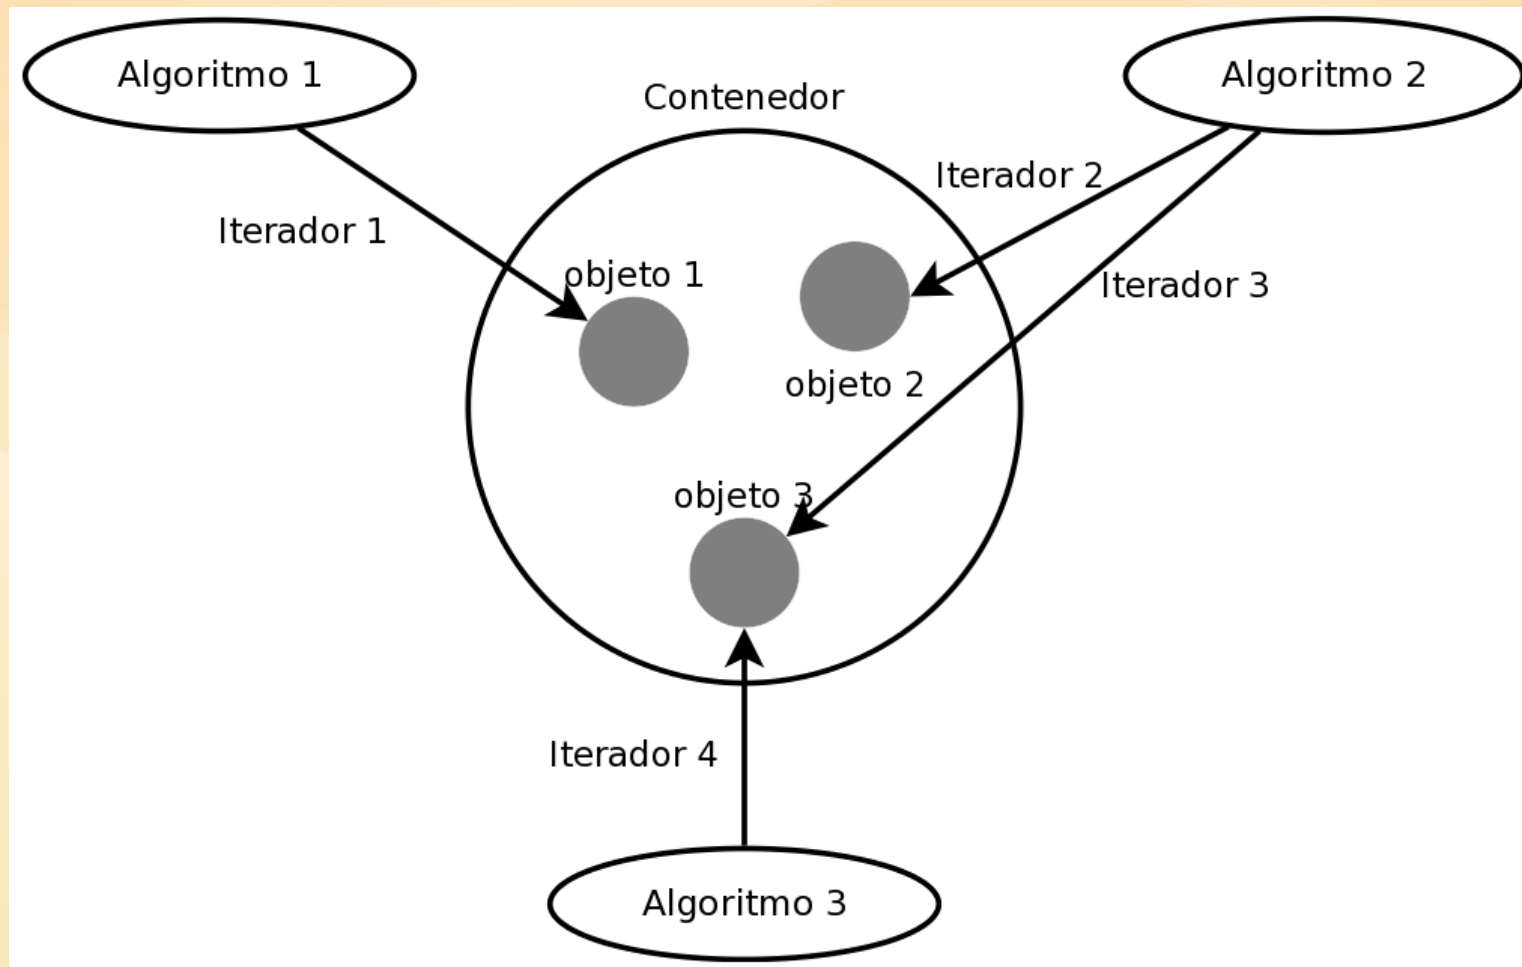 Algoritmo 1
Algoritmo 2
Contenedor
Iterador 2
Iterador 1
objeto 1
Iterador 3
objeto 2
objeto 3
Iterador 4
Algoritmo 3